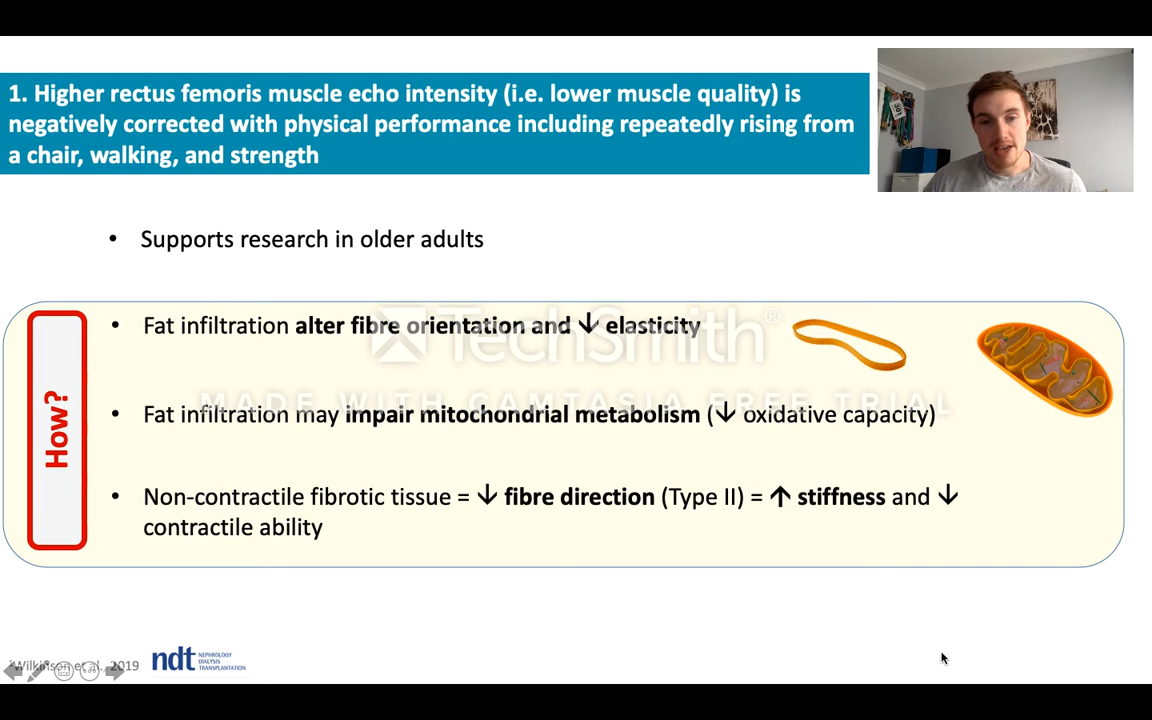 1. Higher rectus femoris muscle echo intensity (i.e. lower muscle quality) is
negatively corrected with physical performance including repeatedly rising from
a chair, walking, and strength
• Supports research in older adults
How?
• Fat infiltration alter fibre orientation and ↓ elasticity
TechSmith®
MADE WITH CAMTASIA FREE TRIAL
• Fat infiltration may impair mitochondrial metabolism (↓ oxidative capacity)
• Non-contractile fibrotic tissue = ↓ fibre direction (Type II) = ↑ stiffness and ↓
contractile ability
Wilkinson et al. 2019
ndt NEPHROLOGY
DIALYSIS
TRANSPLANTATION